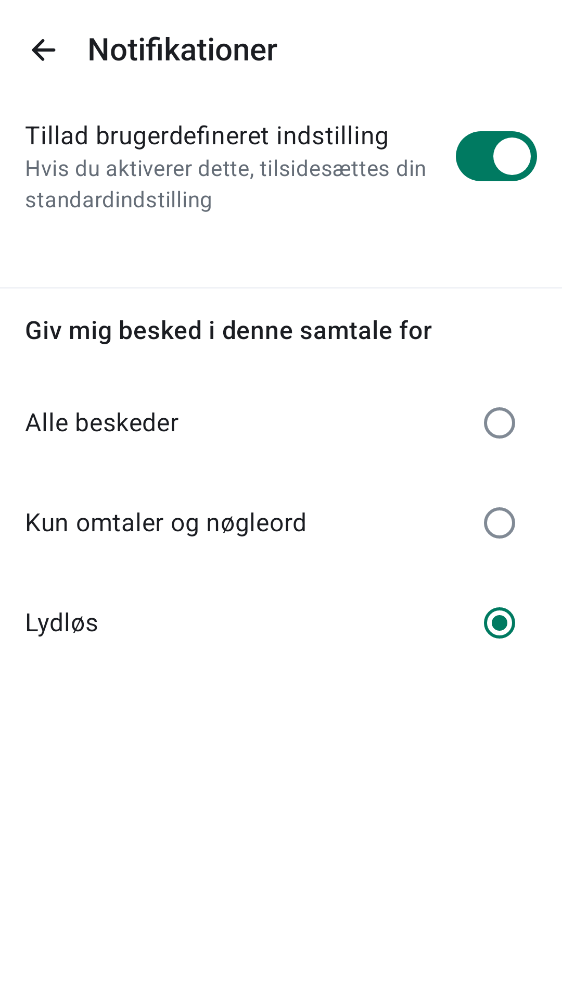 Notifikationer
Tillad brugerdefineret indstilling
Hvis du aktiverer dette, tilsidesættes din
standardindstilling
Giv mig besked i denne samtale for
Alle beskeder
Kun omtaler og nøgleord
Lydløs